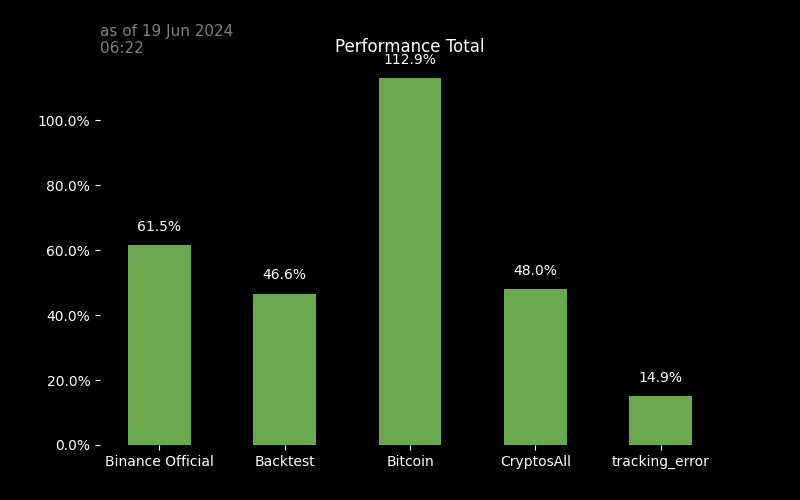 as of 19 Jun 2024
06:22
Performance Total
112.9%
100.0%
80.0%
61.5%
60.0%
46.6%
48.0%
40.0%
20.0%
14.9%
0.0%
Binance Official
Backtest
Bitcoin
CryptosAll
tracking_error